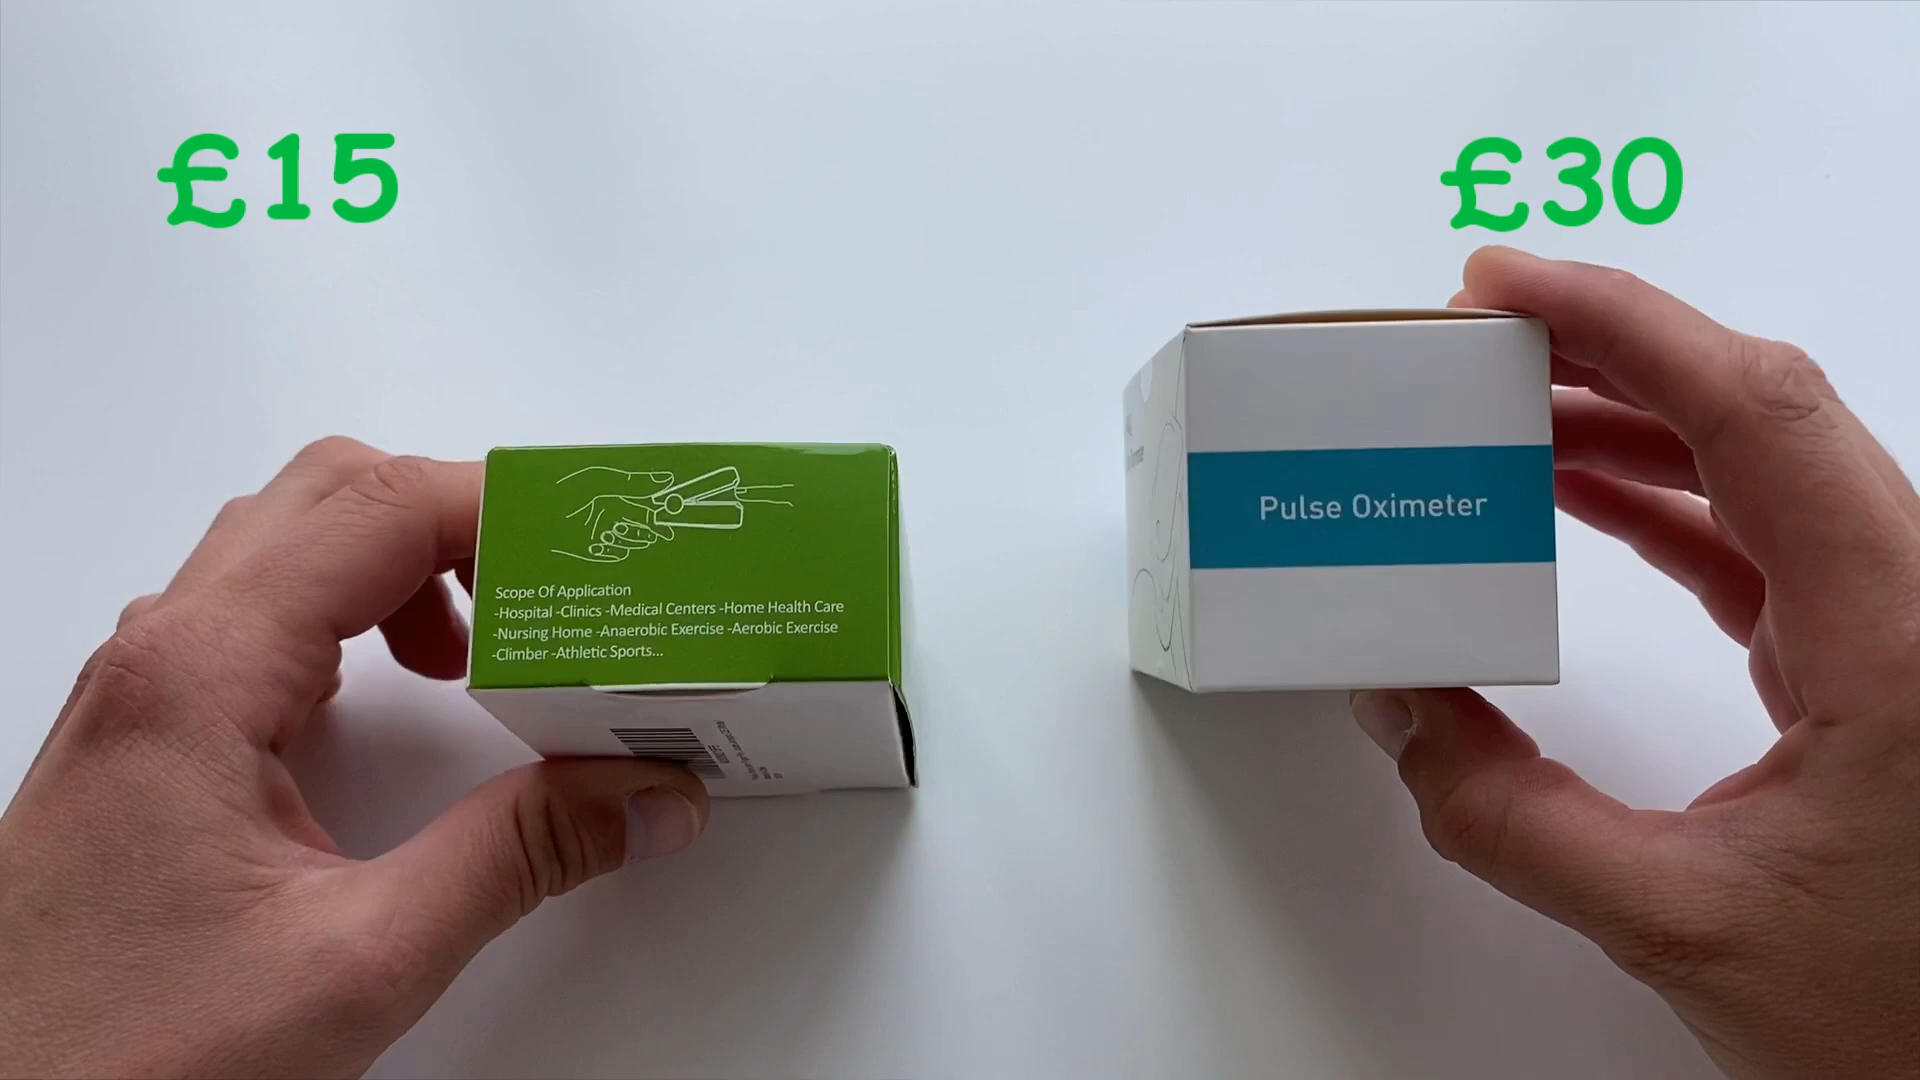 £15
£30
Scope Of Application
-Hospital -Clinics -Medical Centers -Home Health Care
-Nursing Home -Anaerobic Exercise -Aerobic Exercise
-Climber -Athletic Sports...
Pulse Oximeter